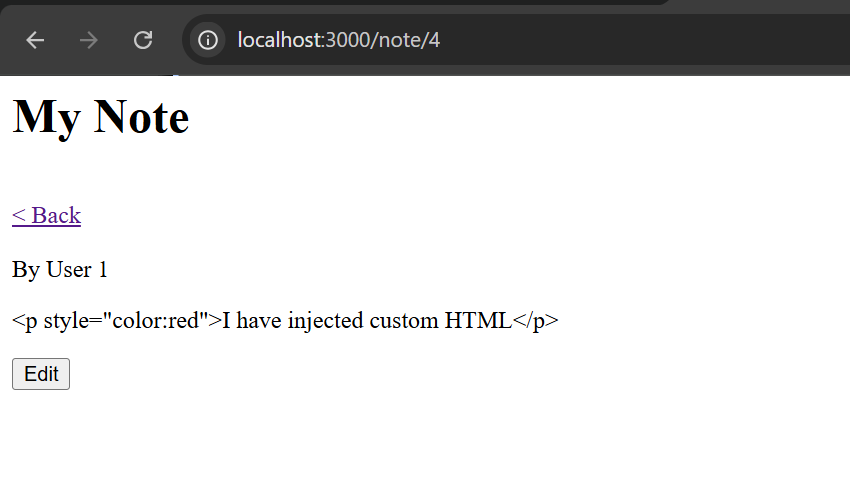 localhost:3000/note/4
My Note
< Back
By User 1
<p style="color:red">I have injected custom HTML</p>
Edit